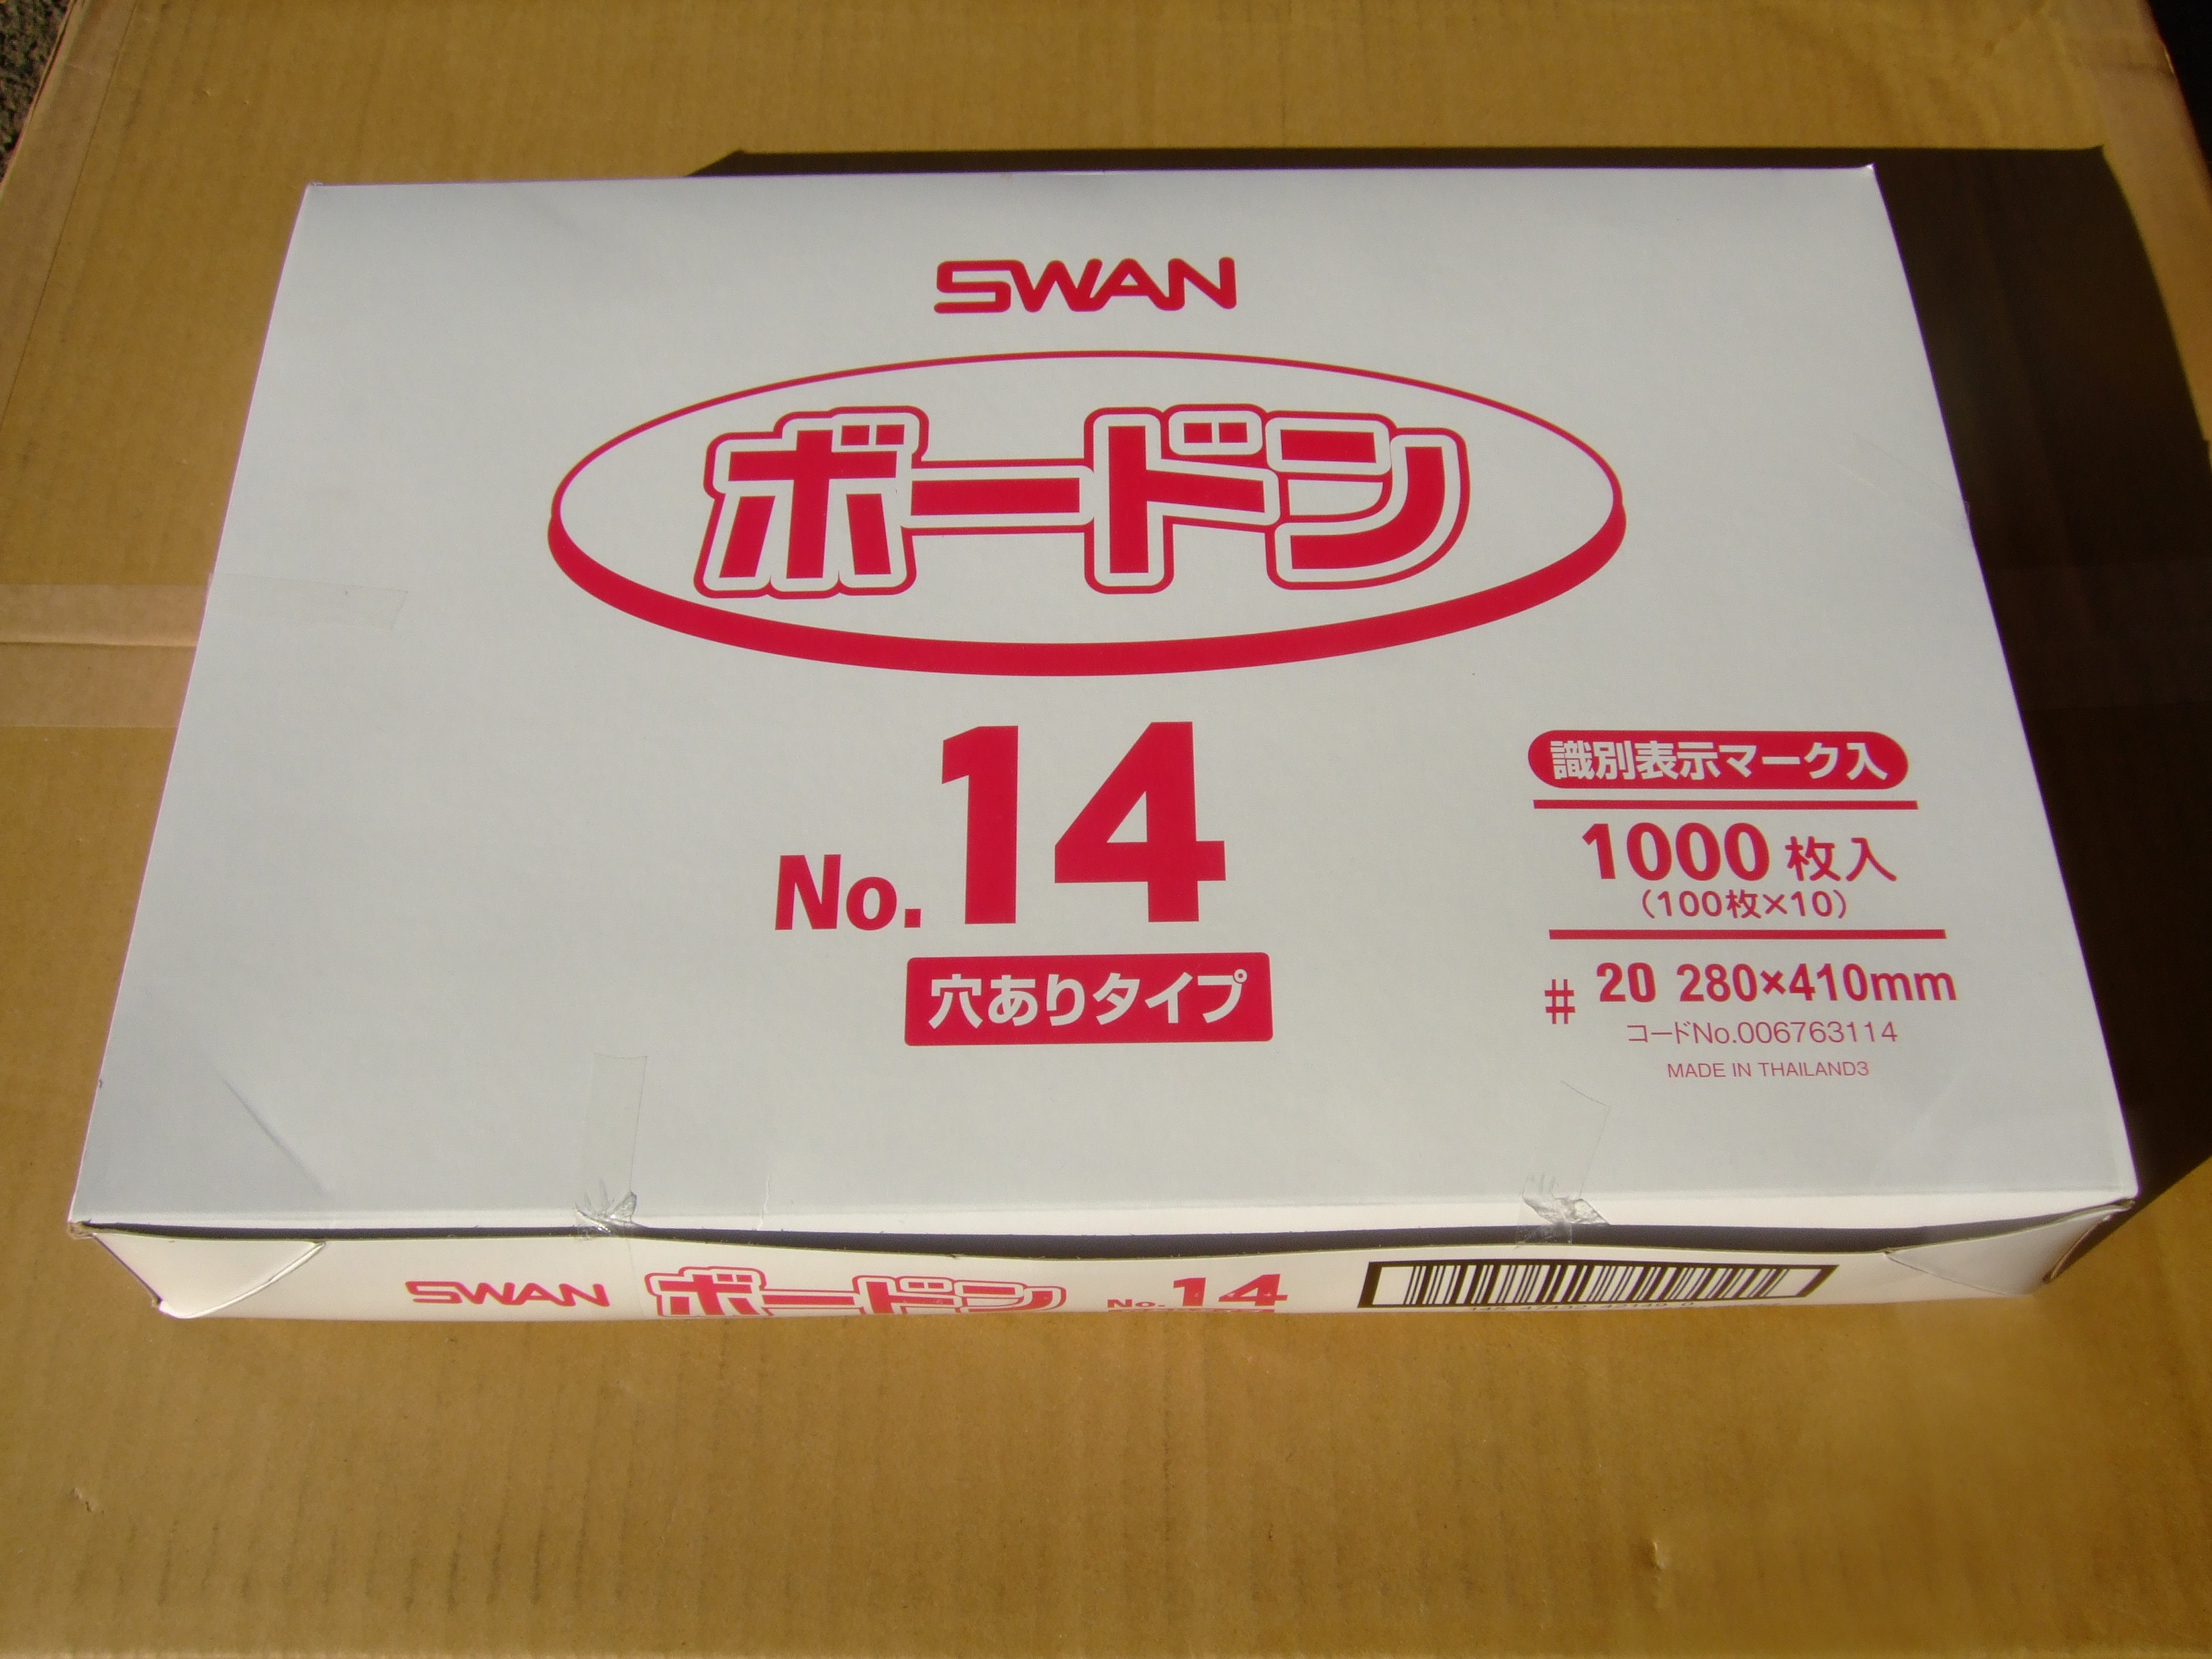 SWAN
ボードン
No.14
穴ありタイプ
識別表示マーク入
1000枚入
(100枚×10)
# 20 280×410mm
コードNo.006763114
MADE IN THAILAND3
SWAN ボードン No.14